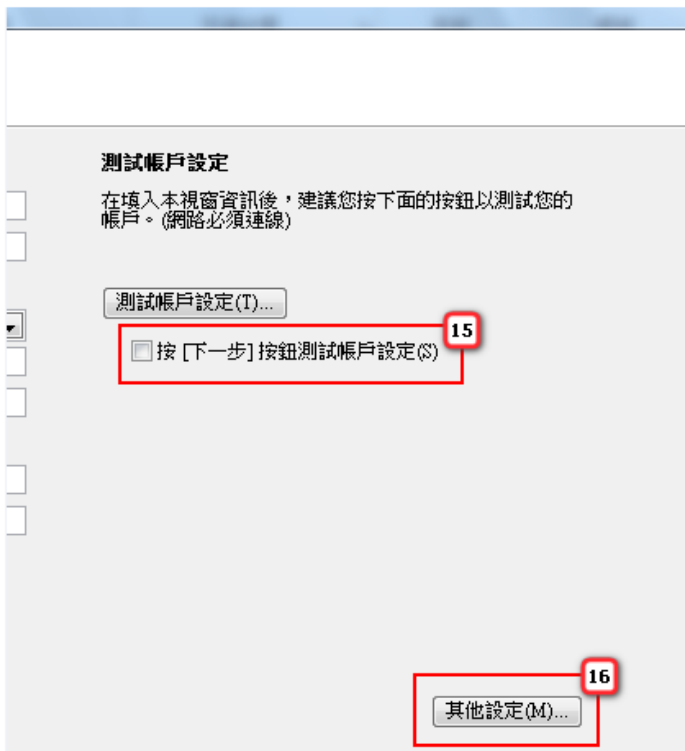 測試帳戶設定
在填入本視窗資訊後，建議您按下面的按鈕以測試您的
帳戶。(網路必須連線)
測試帳戶設定(T)...
15
按 [下一步] 按鈕測試帳戶設定(S)
16
其他設定(M)...